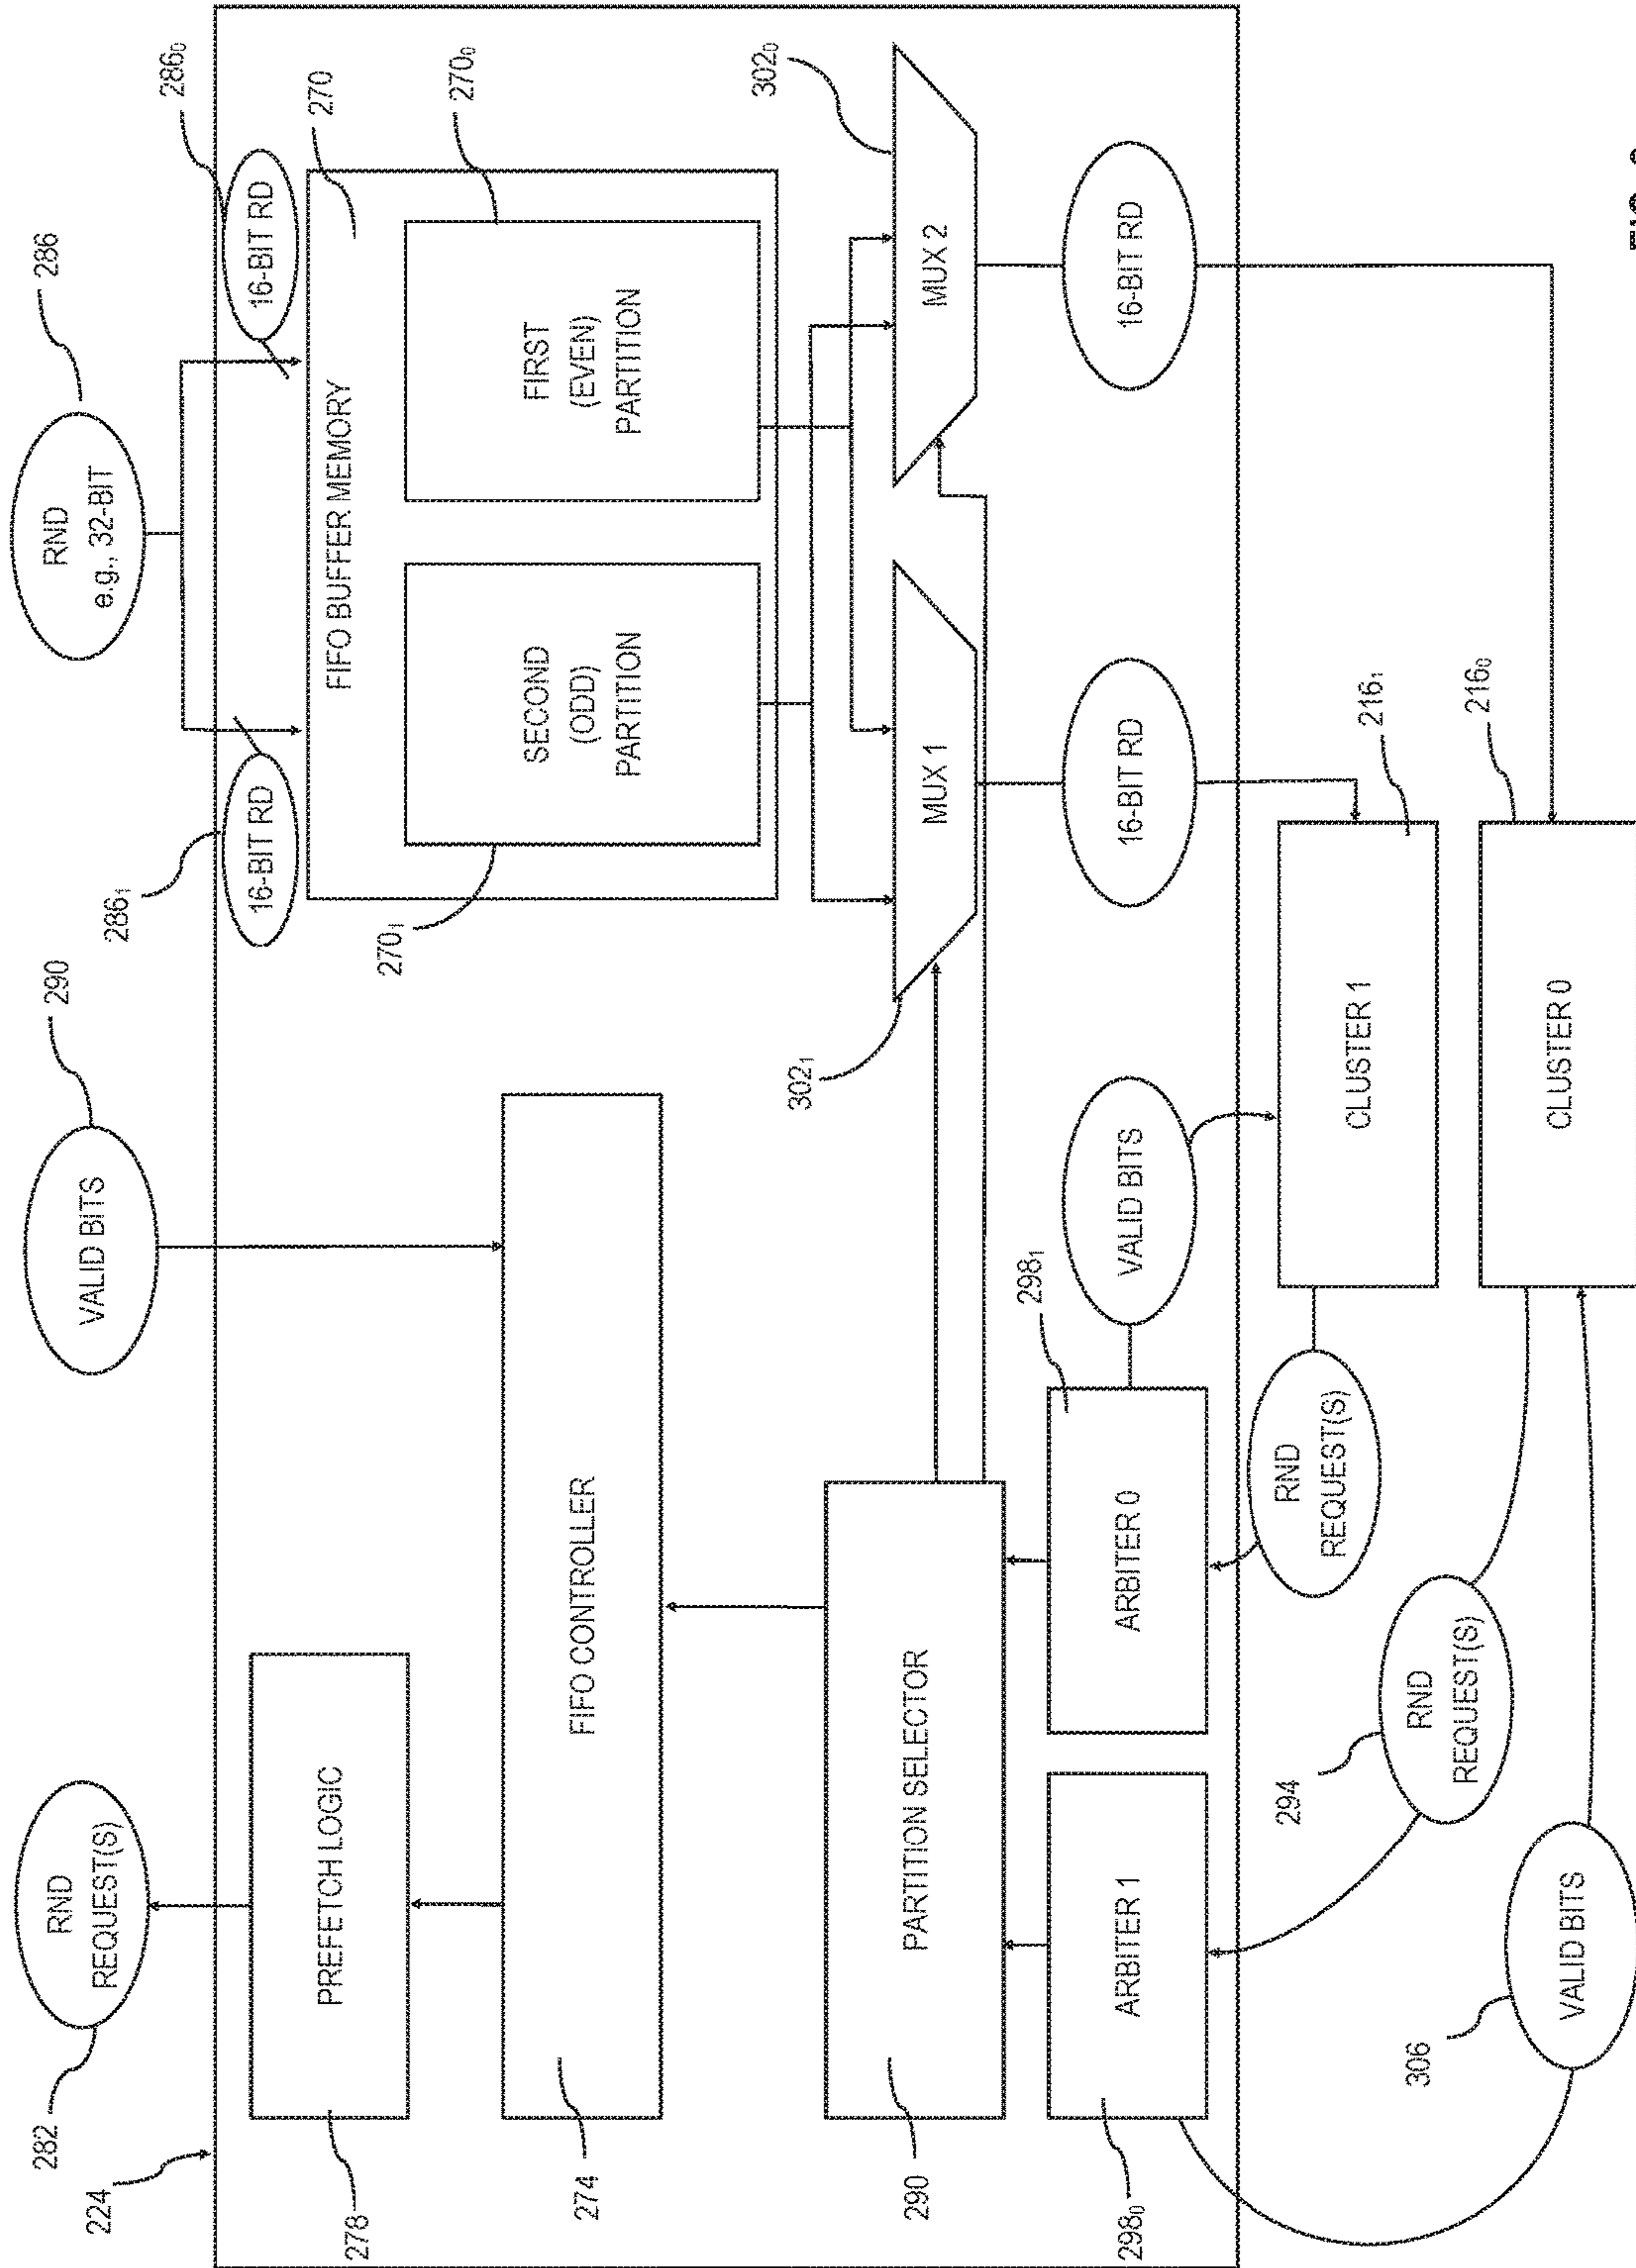 224
282
RND
REQUEST(S)
290
VALID BITS
286
RND
e.g., 32-BIT
286₁
16-BIT RD
286₀
16-BIT RD
278
PREFETCH LOGIC
270
FIFO BUFFER MEMORY
274
FIFO CONTROLLER
270₁
SECOND
(ODD)
PARTITION
270₀
FIRST
(EVEN)
PARTITION
290
PARTITION SELECTOR
302₁
MUX 1
302₀
MUX 2
298₀
ARBITER 1
ARBITER 0
298₁
VALID BITS
16-BIT RD
16-BIT RD
RND
REQUEST(S)
CLUSTER 1
216₁
294
RND
REQUEST(S)
CLUSTER 0
216₀
306
VALID BITS